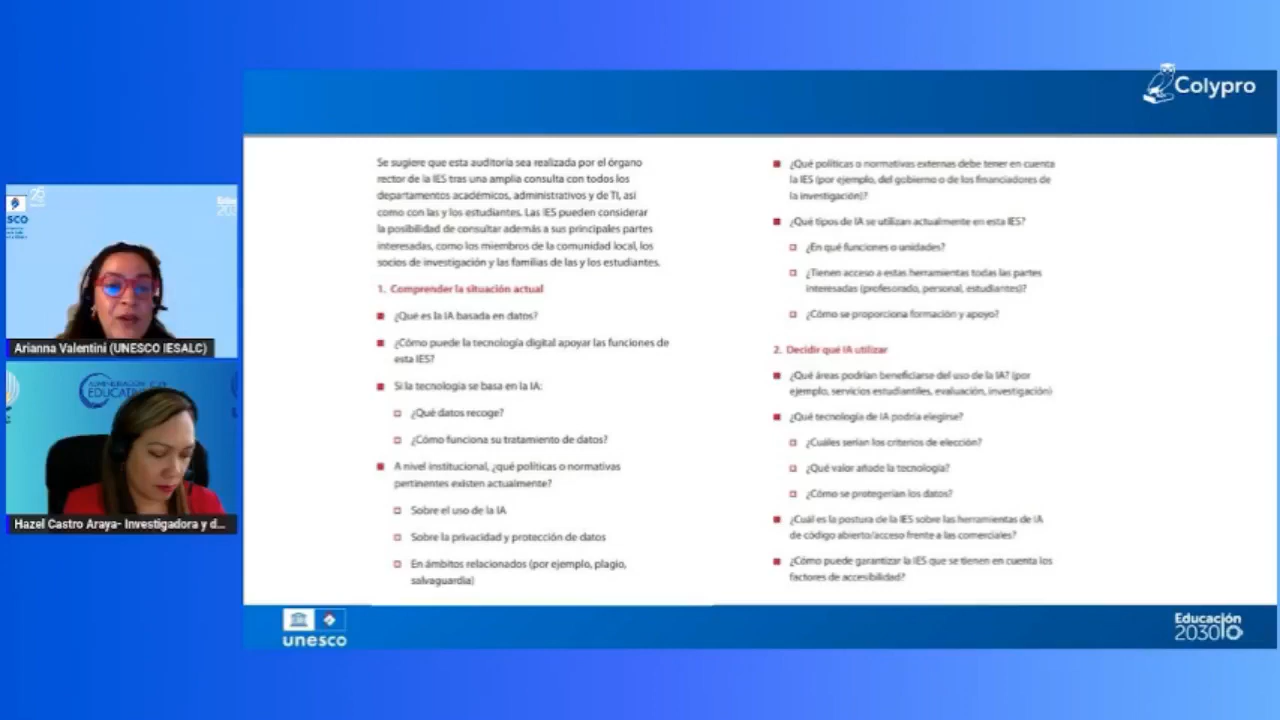 Colypro
Se sugiere que esta auditoría sea realizada por el órgano
rector de la IES tras una amplia consulta con todos los
departamentos académicos, administrativos y de TI, así
como con las y los estudiantes. Las IES pueden considerar
la posibilidad de consultar además a sus principales partes
interesadas, como los miembros de la comunidad local, los
socios de investigación y las familias de las y los estudiantes.
1. Comprender la situación actual
¿Qué es la IA basada en datos?
¿Cómo puede la tecnología digital apoyar las funciones de
esta IES?
Si la tecnología se basa en la IA:
¿Qué datos recoge?
¿Cómo funciona su tratamiento de datos?
A nivel institucional, ¿qué políticas o normativas
pertinentes existen actualmente?
Sobre el uso de la IA
Sobre la privacidad y protección de datos
En ámbitos relacionados (por ejemplo, plagio,
salvaguardia)
¿Qué políticas o normativas externas debe tener en cuenta
la IES (por ejemplo, del gobierno o de los financiadores de
la investigación)?
¿Qué tipos de IA se utilizan actualmente en esta IES?
¿En qué funciones o unidades?
¿Tienen acceso a estas herramientas todas las partes
interesadas (profesorado, personal, estudiantes)?
¿Cómo se proporciona formación y apoyo?
2. Decidir qué IA utilizar
¿Qué áreas podrían beneficiarse del uso de la IA? (por
ejemplo, servicios estudiantiles, evaluación, investigación)
¿Qué tecnología de IA podría elegirse?
¿Cuáles serían los criterios de elección?
¿Qué valor añade la tecnología?
¿Cómo se protegerían los datos?
¿Cuál es la postura de la IES sobre las herramientas de IA
de código abierto/acceso frente a las comerciales?
¿Cómo puede garantizar la IES que se tienen en cuenta los
factores de accesibilidad?
SCO
Arianna Valentini (UNESCO IESALC)
ADMINISTRACIÓN
EDUCATIV
Hazel Castro Araya- Investigadora y d...
unesco
Educación
2030